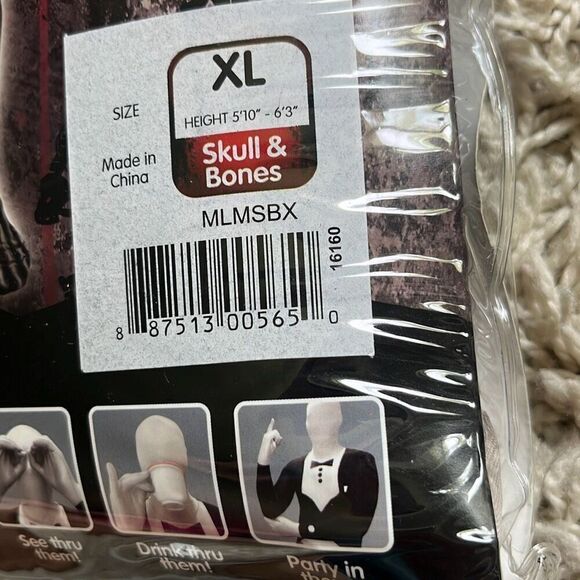 XL
SIZE
HEIGHT 5'10" - 6'3"
Made in
China
Skull &
Bones
MLMSBX
16160
8 87513 00565 0
See thru
them!
Drink thru
them!
Party in